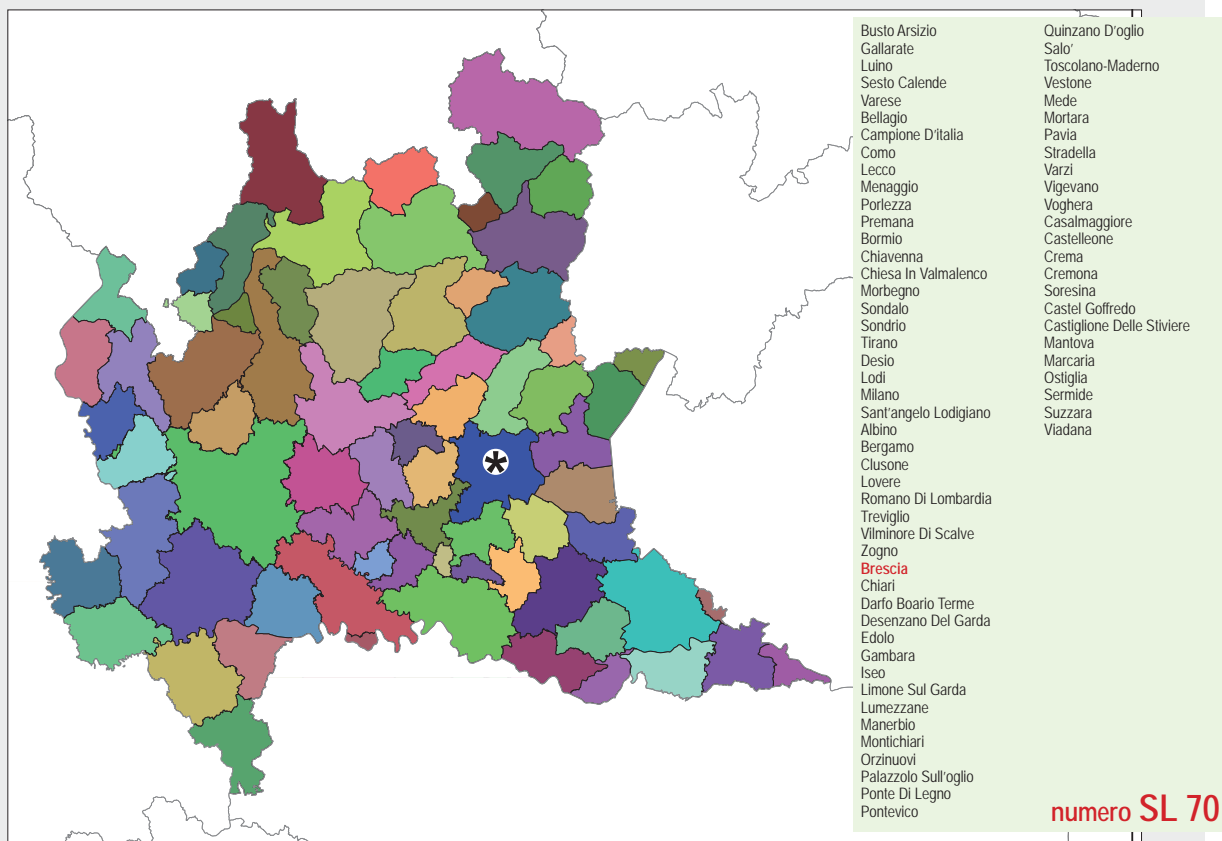 Busto Arsizio
Gallarate
Luino
Sesto Calende
Varese
Bellagio
Campione D'italia
Como
Lecco
Menaggio
Porlezza
Premana
Bormio
Chiavenna
Chiesa In Valmalenco
Morbegno
Sondalo
Sondrio
Tirano
Desio
Lodi
Milano
Sant'angelo Lodigiano
Albino
Bergamo
Clusone
Lovere
Romano Di Lombardia
Treviglio
Vilminore Di Scalve
Zogno
Brescia
Chiari
Darfo Boario Terme
Desenzano Del Garda
Edolo
Gambara
Iseo
Limone Sul Garda
Lumezzane
Manerbio
Montichiari
Orzinuovi
Palazzolo Sull'oglio
Ponte Di Legno
Pontevico
Quinzano D'oglio
Salo'
Toscolano-Maderno
Vestone
Mede
Mortara
Pavia
Stradella
Varzi
Vigevano
Voghera
Casalmaggiore
Castelleone
Crema
Cremona
Soresina
Castel Goffredo
Castiglione Delle Stiviere
Mantova
Marcaria
Ostiglia
Sermide
Suzzara
Viadana
numero SL 70